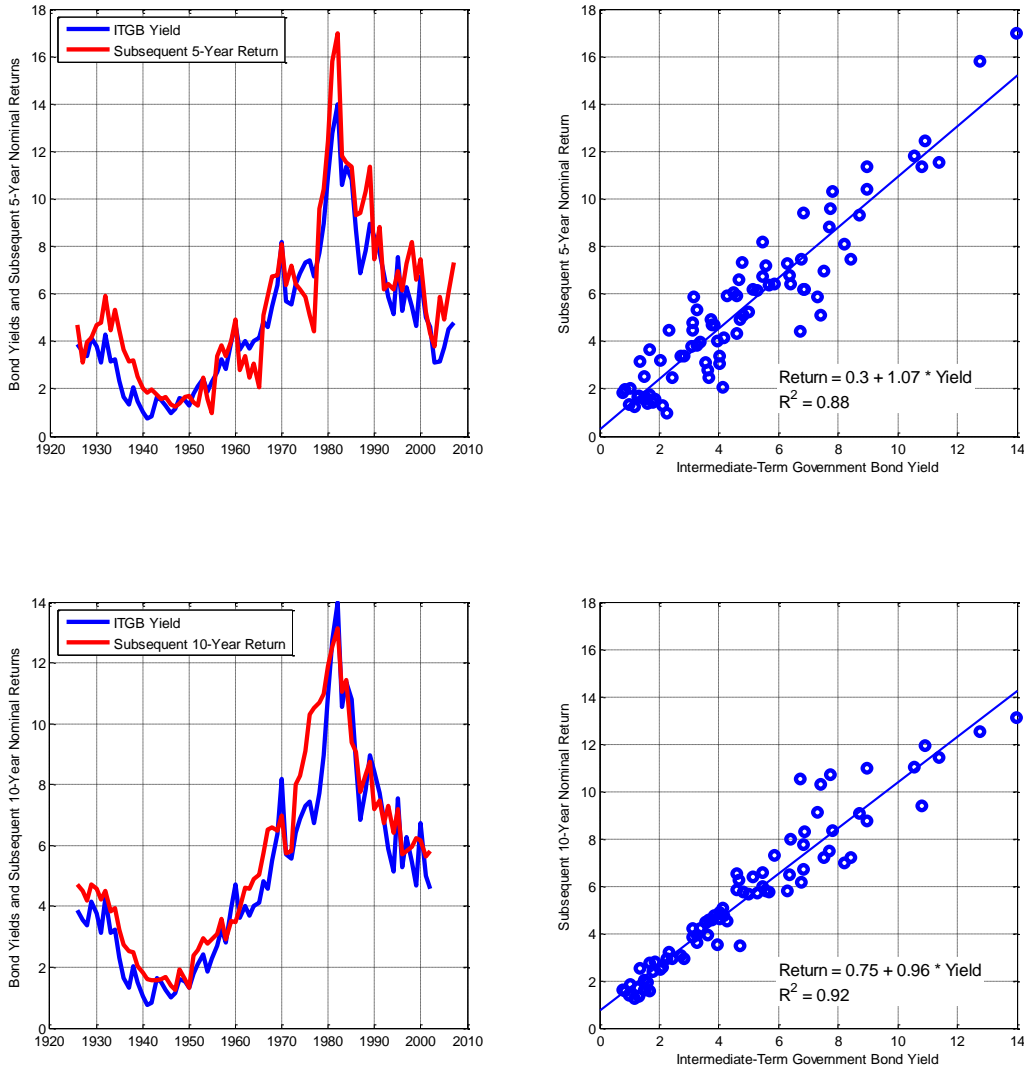 18
16
14
12
10
8
6
4
2
0
Bond Yields and Subsequent 5-Year Nominal Returns
ITGB Yield
Subsequent 5-Year Return
1920 1930 1940 1950 1960 1970 1980 1990 2000 2010
18
16
14
12
10
8
6
4
2
0
Subsequent 5-Year Nominal Return
Return = 0.3 + 1.07 * Yield
R² = 0.88
0 2 4 6 8 10 12 14
Intermediate-Term Government Bond Yield
14
12
10
8
6
4
2
0
Bond Yields and Subsequent 10-Year Nominal Returns
ITGB Yield
Subsequent 10-Year Return
1920 1930 1940 1950 1960 1970 1980 1990 2000 2010
18
16
14
12
10
8
6
4
2
0
Subsequent 10-Year Nominal Return
Return = 0.75 + 0.96 * Yield
R² = 0.92
0 2 4 6 8 10 12 14
Intermediate-Term Government Bond Yield